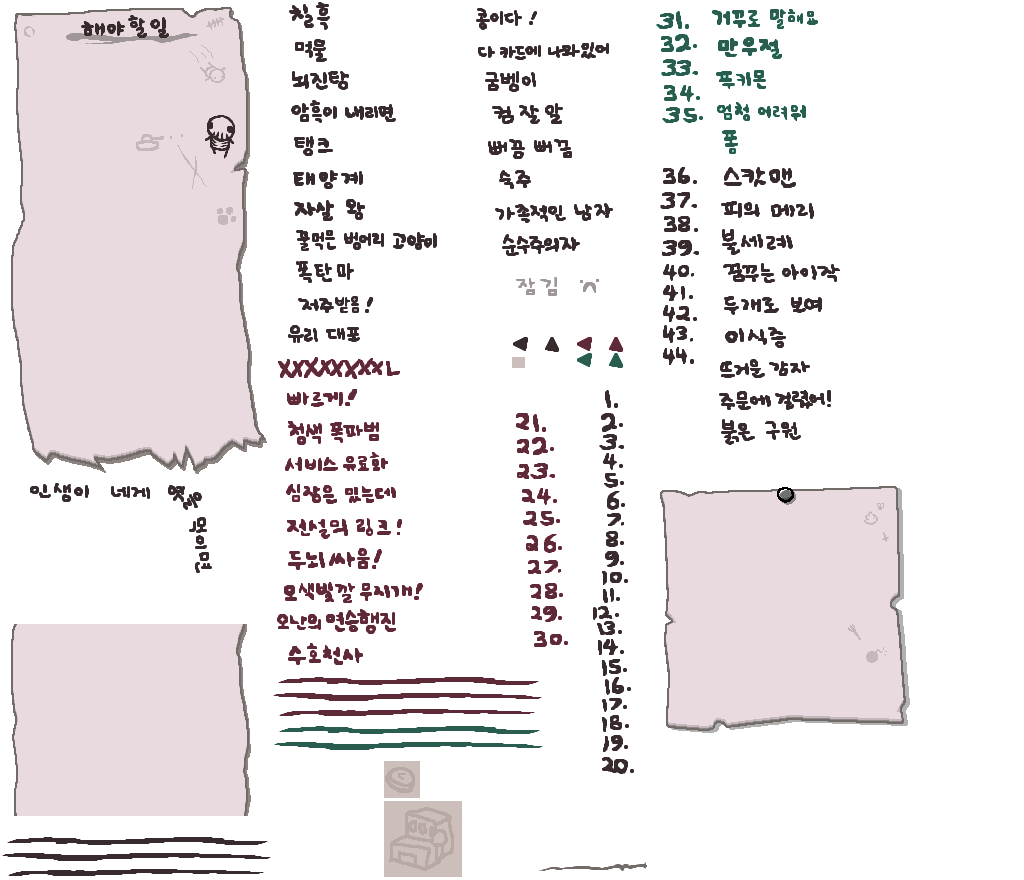 해야할일
칠흑
먹물
뇌진탕
암흑이 내리면
탱크
태양계
자살 왕
꿀먹은 벙어리 고양이
폭탄마
저주받음!
유리 대포
XXXXXXXXL
빠르게!
청색 폭파범
서비스 유료화
심장은 있는데
전설의 링크!
두뇌싸움!
오색빛깔 무지개!
오난의 연승행진
수호천사
인생이 네게 엿을 먹이면
콩이다!
다 카드에 나와있어
굼벵이
컴 잘 알
뻐끔 뻐끔
숙주
가족적인 남자
순수주의자
잠김
1.
2.
3.
4.
5.
6.
7.
8.
9.
10.
11.
12.
13.
14.
15.
16.
17.
18.
19.
20.
21.
22.
23.
24.
25.
26.
27.
28.
29.
30.
31.
32.
33.
34.
35.
36.
37.
38.
39.
40.
41.
42.
43.
44.
거꾸로 말해요
만우절
푸키몬
엄청 어려워
퐁
스캇맨
피의 메리
불세례
꿈꾸는 아이작
두개로 보여
이식증
뜨거운 감자
주문에 걸렸어!
붉은 구원